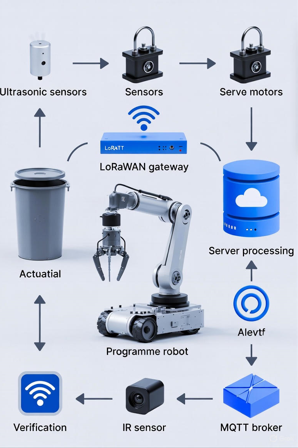 Ultrasonic sensors
Sensors
Serve motors
LoRATT
LoRaWAN gateway
Actuatial
Server processing
Alevtf
Programme robot
Verification
IR sensor
MQTT broker